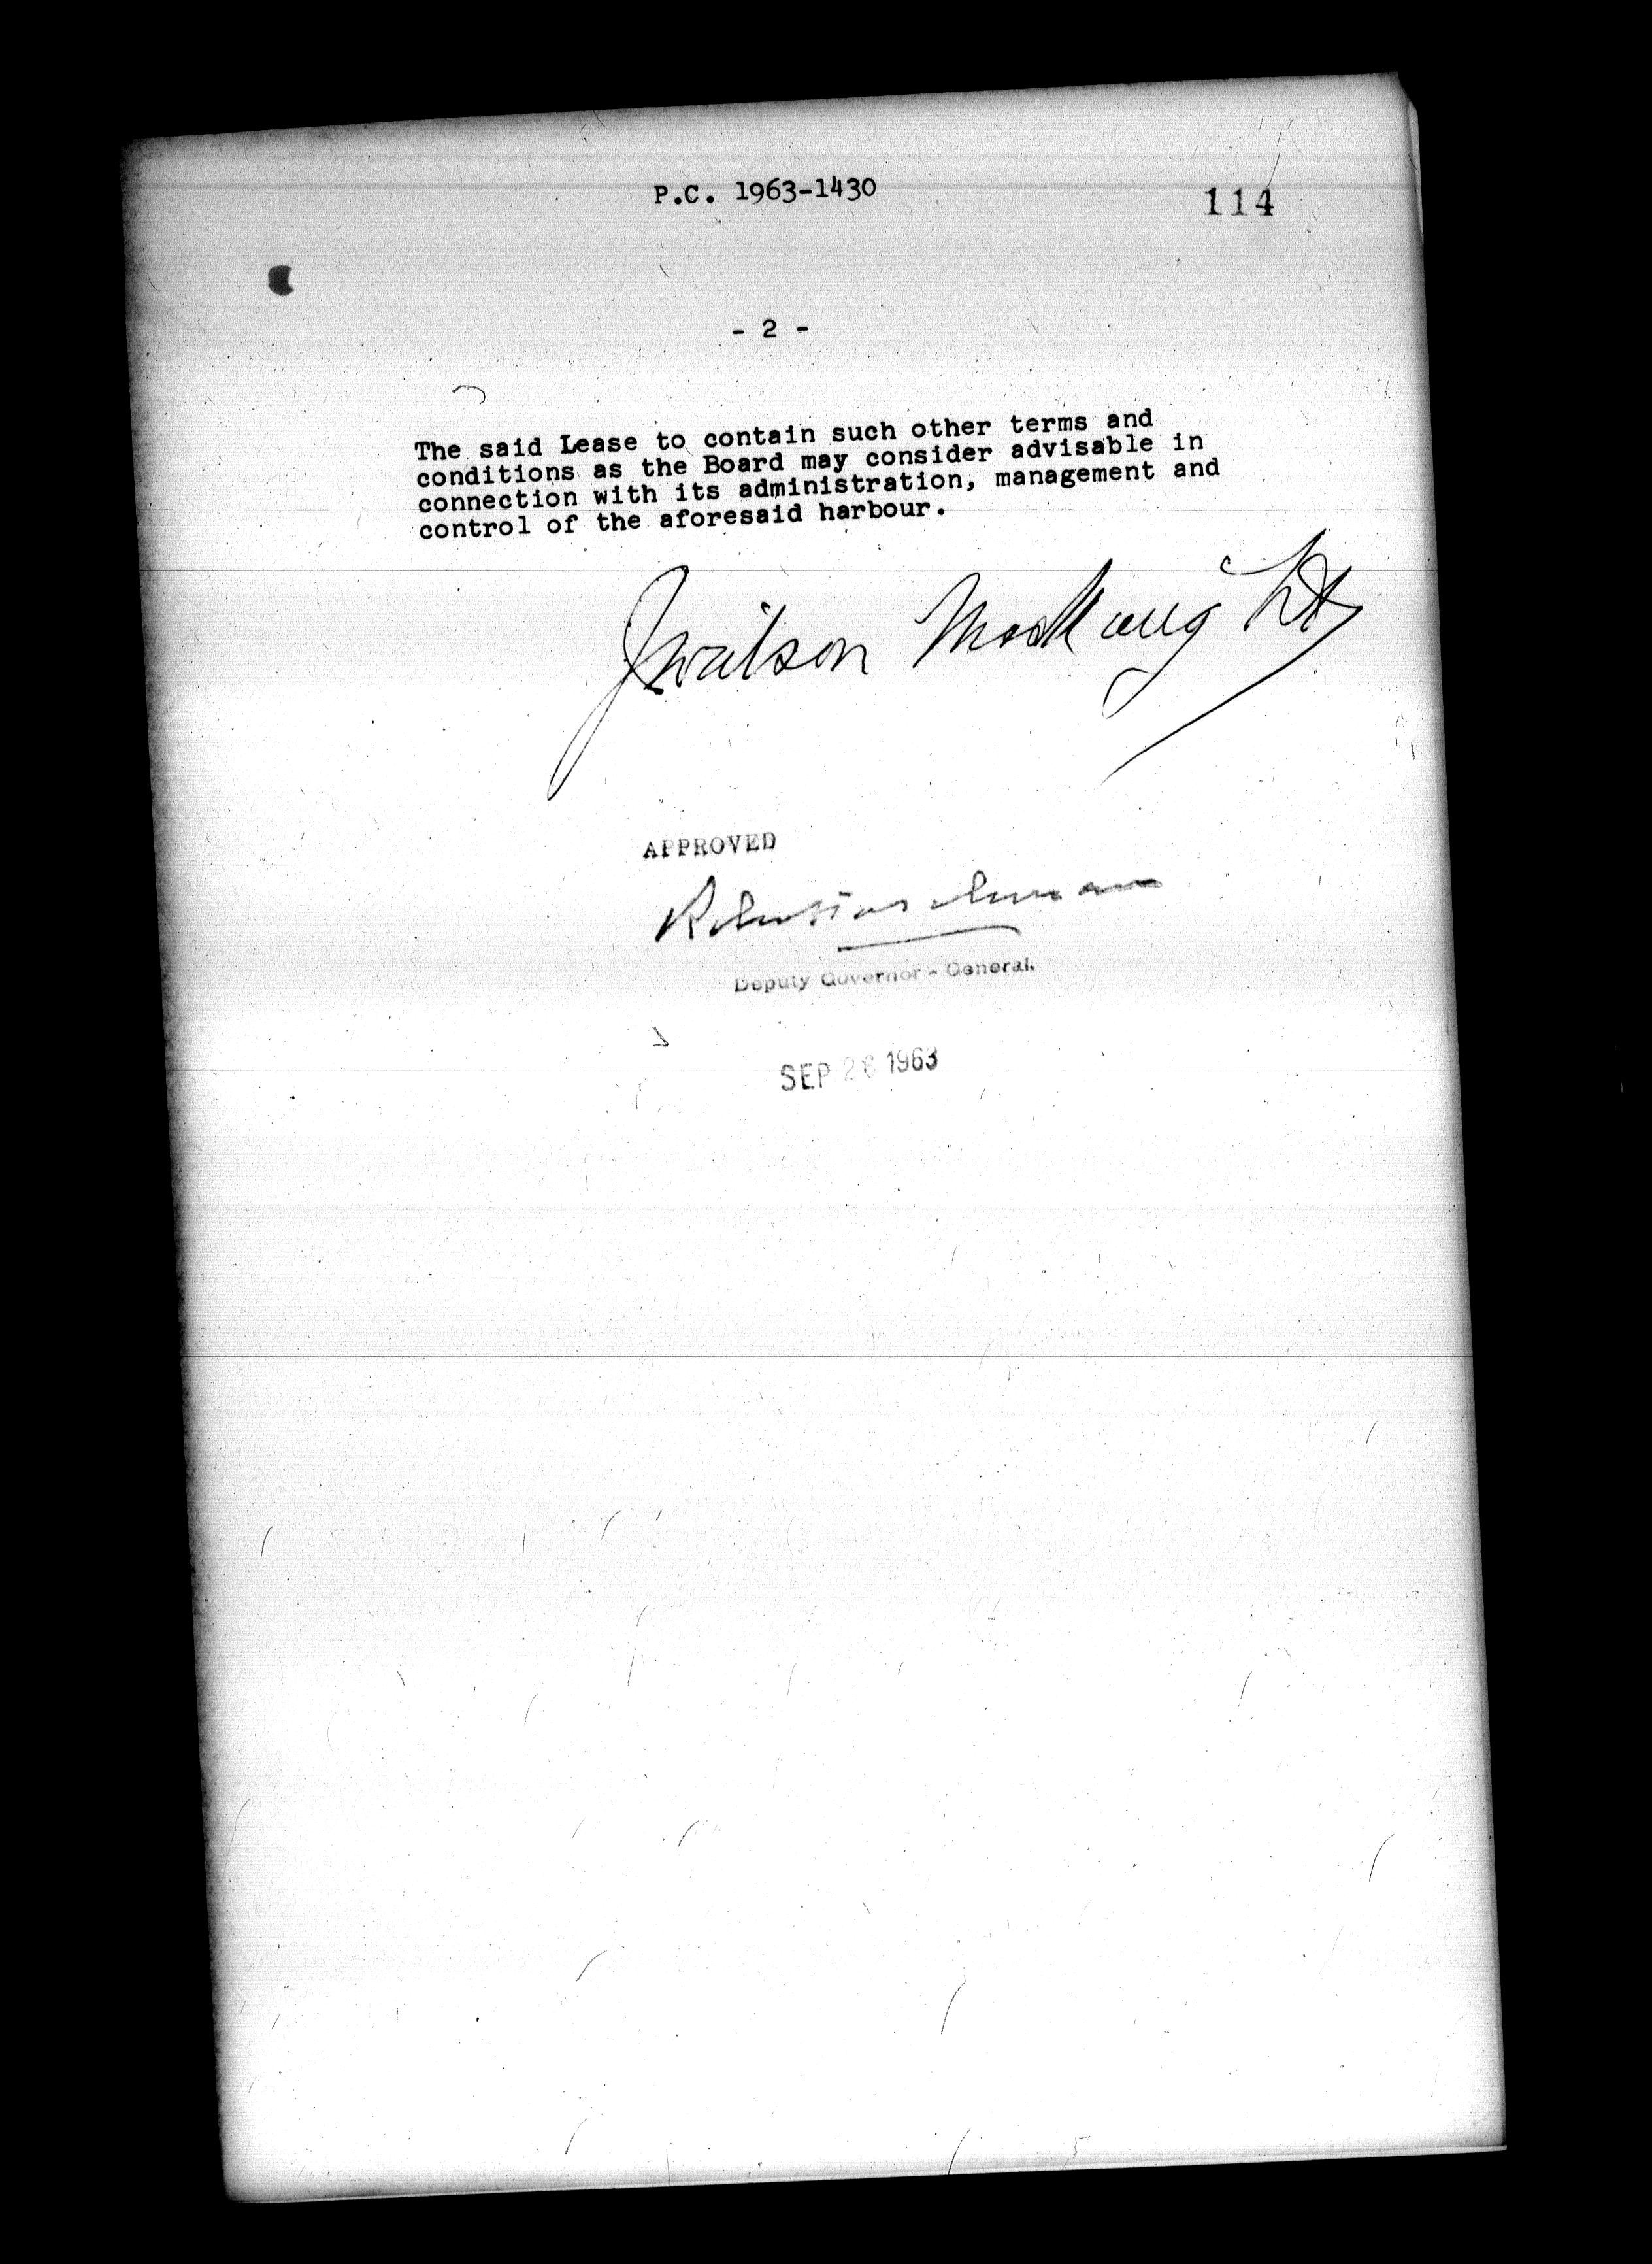 P.C. 1963-1430
114
- 2 -
The said Lease to contain such other terms and
conditions as the Board may consider advisable in
connection with its administration, management and
control of the aforesaid harbour.
JWatson MacNaught
APPROVED
Deputy Governor - General.
SEP 1963